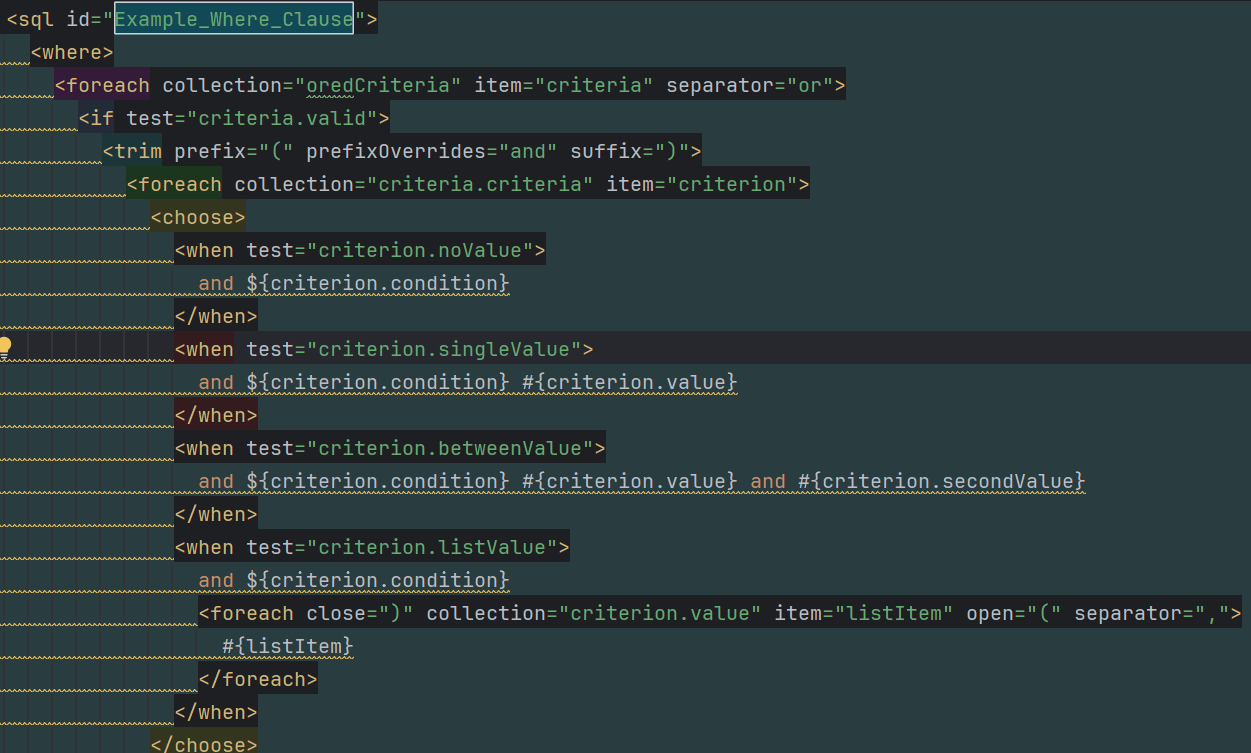 <sql id="Example_Where_Clause">
<where>
<foreach collection="oredCriteria" item="criteria" separator="or">
<if test="criteria.valid">
<trim prefix="(" prefixOverrides="and" suffix=")">
<foreach collection="criteria.criteria" item="criterion">
<choose>
<when test="criterion.noValue">
and ${criterion.condition}
</when>
<when test="criterion.singleValue">
and ${criterion.condition} #{criterion.value}
</when>
<when test="criterion.betweenValue">
and ${criterion.condition} #{criterion.value} and #{criterion.secondValue}
</when>
<when test="criterion.listValue">
and ${criterion.condition}
<foreach close=")" collection="criterion.value" item="listItem" open="(" separator=",">
#{listItem}
</foreach>
</when>
</choose>